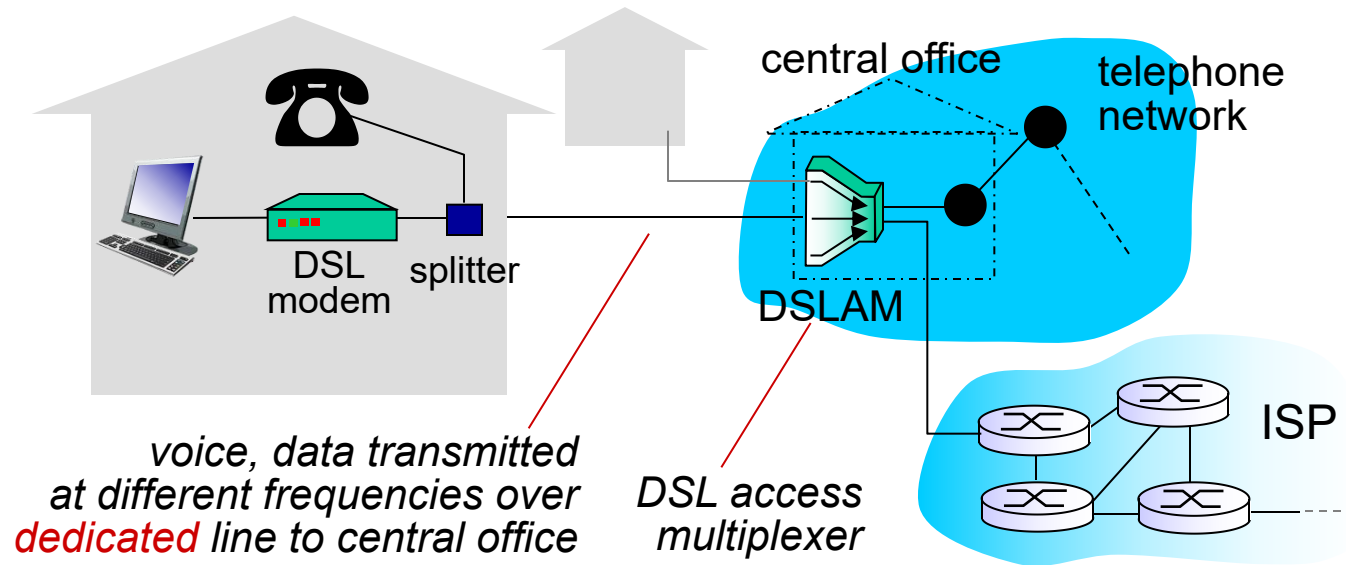 central office
telephone
network
DSL
modem
splitter
DSLAM
ISP
voice, data transmitted
at different frequencies over
dedicated line to central office
DSL access
multiplexer